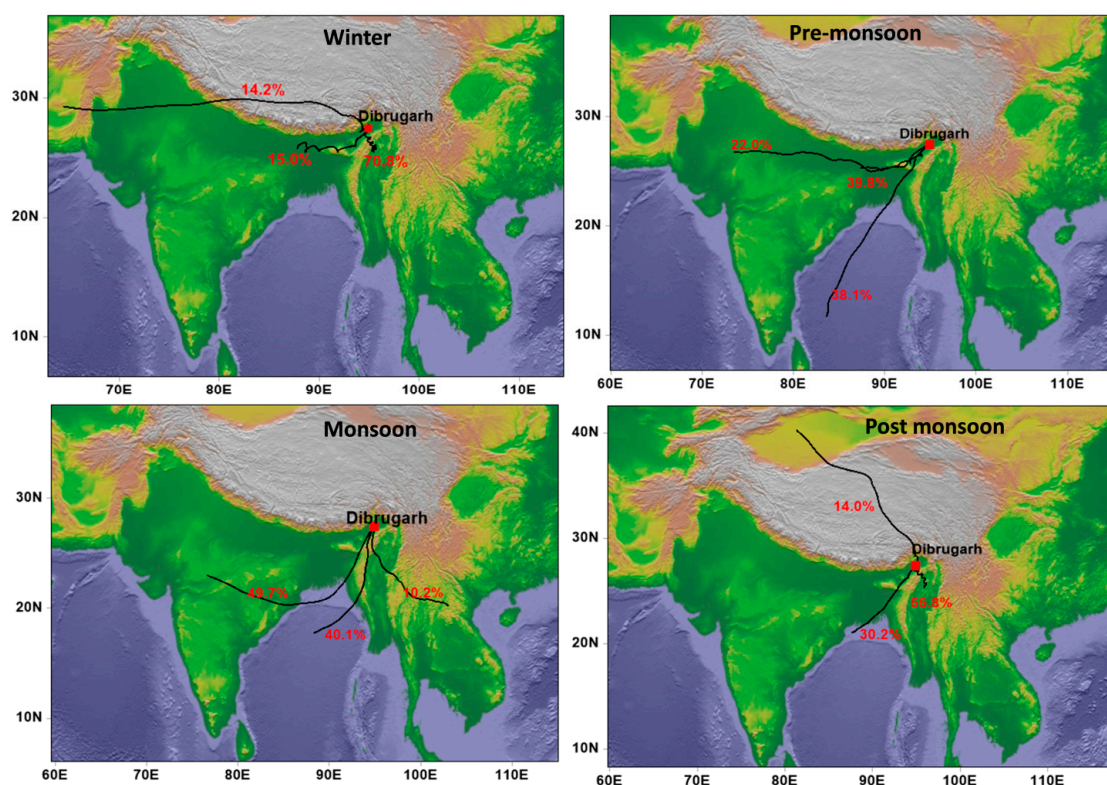 Winter
14.2%
30N
Dibrugarh
15.0%
70.8%
20N
10N
70E 80E 90E 100E 110E
Pre-monsoon
30N
Dibrugarh
22.0%
39.8%
20N
38.1%
10N
60E 70E 80E 90E 100E 110E
Monsoon
30N
Dibrugarh
49.7%
10.2%
20N
40.1%
10N
60E 70E 80E 90E 100E 110E
40N
Post monsoon
14.0%
30N
Dibrugarh
55.8%
30.2%
20N
10N
60E 70E 80E 90E 100E 110E